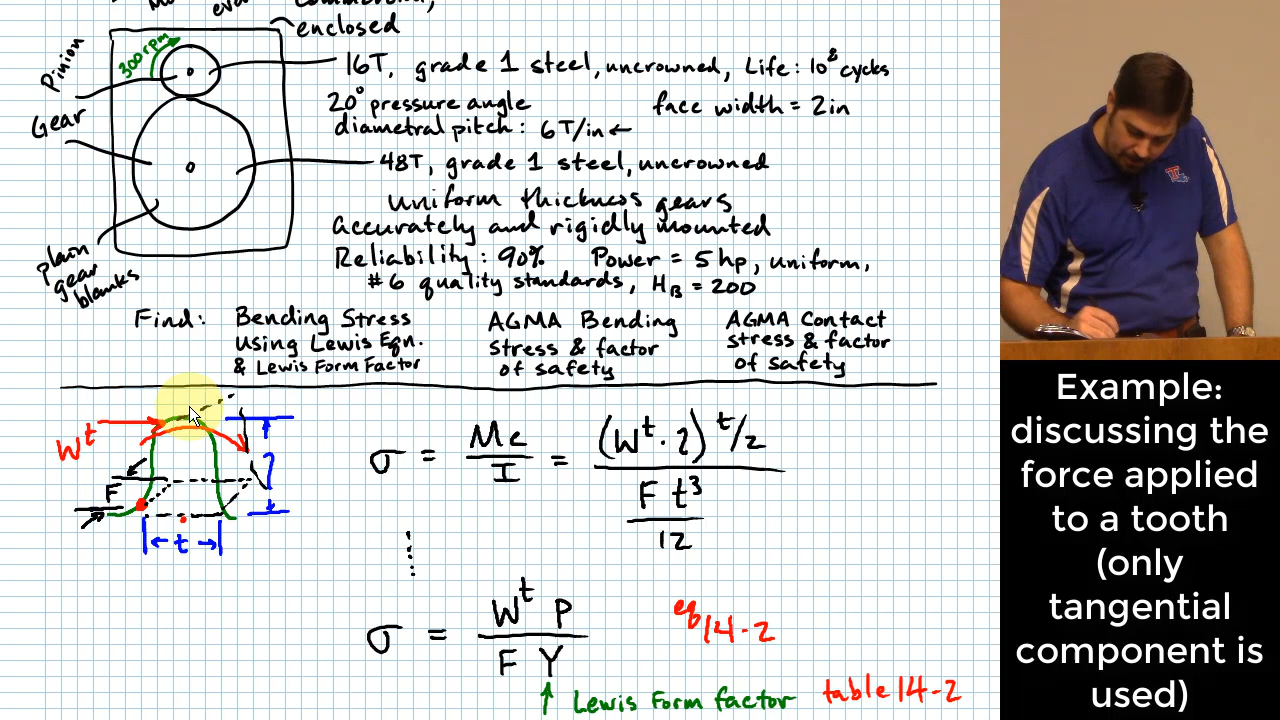 enclosed
300 rpm
Pinion
16T, grade 1 steel, uncrowned, Life: 10⁸ cycles
20° pressure angle
face width = 2in
Gear
diametral pitch: 6T/in ←
48T, grade 1 steel, uncrowned
uniform thickness gears
Accurately and rigidly mounted
plain
gear
blanks
Reliability: 90% Power = 5 hp, uniform,
#6 quality standards, H_B = 200
Find: Bending Stress
using Lewis Eqn.
& Lewis Form Factor
AGMA Bending
stress & factor
of safety
AGMA Contact
stress & factor
of safety
W^t
F
l
t
σ = Mc/I = (W^t · l) t/2 / (F t³/12)
σ = W^t P / F Y
eq 14-2
↑ Lewis Form factor
table 14-2
Example:
discussing the
force applied
to a tooth
(only
tangential
component is
used)